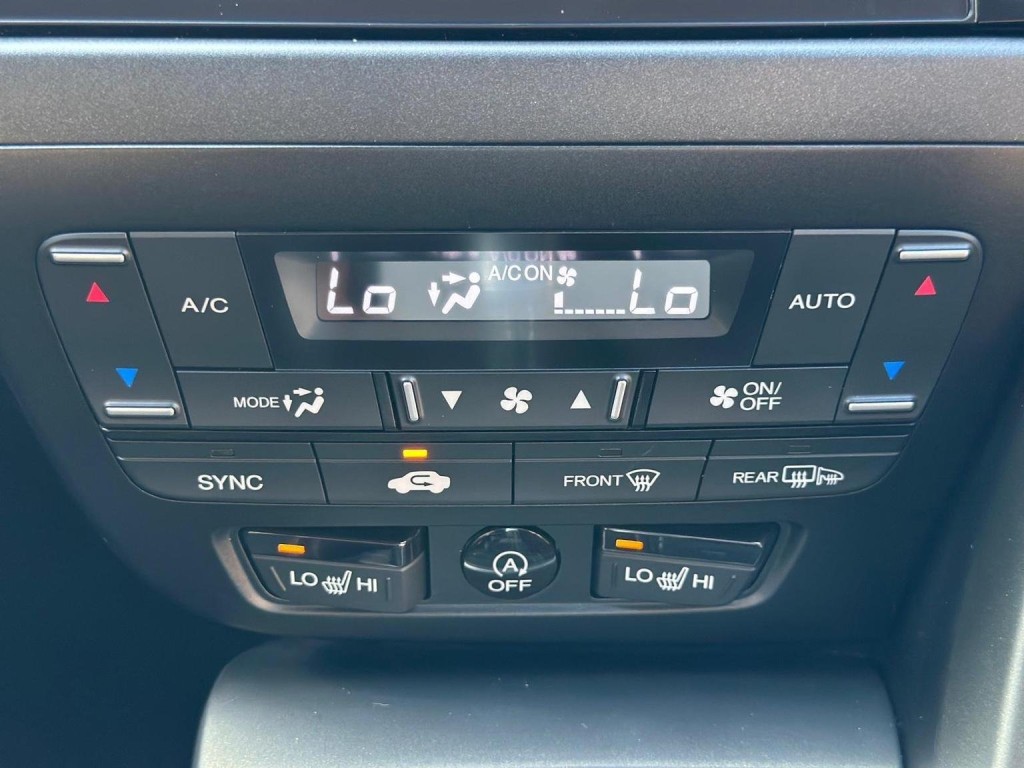 Lo A/C ON Lo
A/C
AUTO
MODE
ON/
OFF
SYNC
FRONT
REAR
LO HI
A
OFF
LO HI